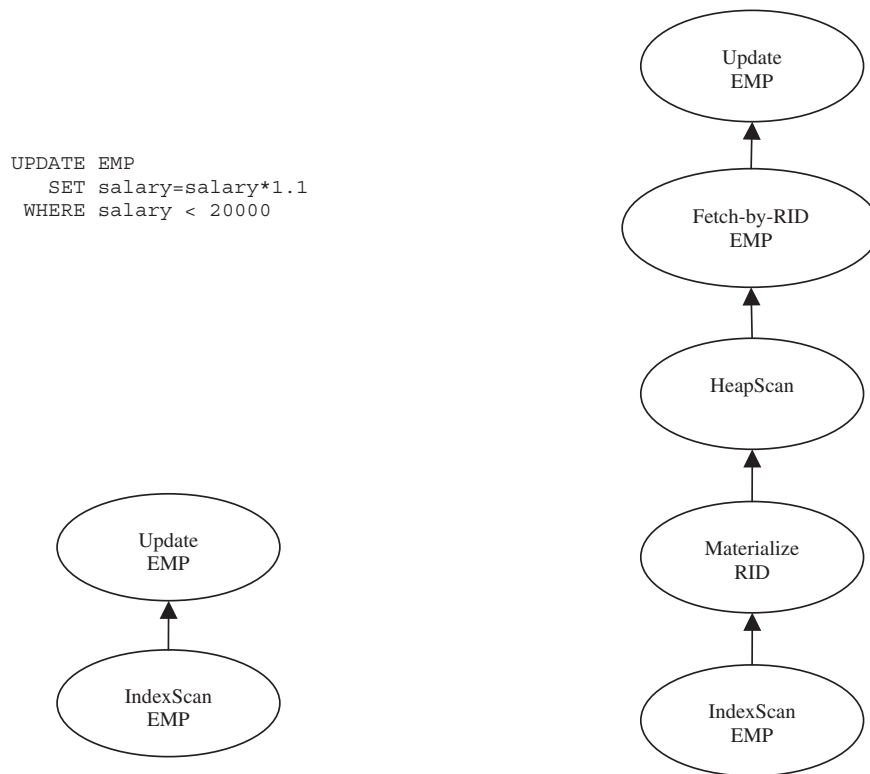 UPDATE EMP
SET salary=salary*1.1
WHERE salary < 20000
Update
EMP
IndexScan
EMP
Update
EMP
Fetch-by-RID
EMP
HeapScan
Materialize
RID
IndexScan
EMP